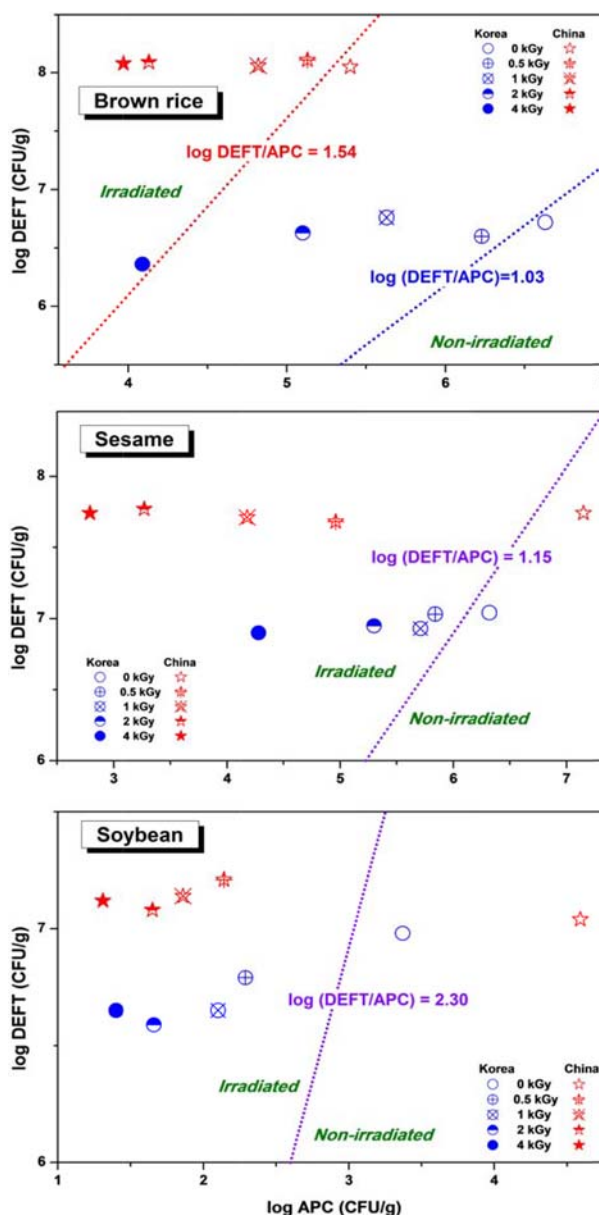 8
7
6
log DEFT (CFU/g)
Brown rice
Korea China
0 kGy
0.5 kGy
1 kGy
2 kGy
4 kGy
log DEFT/APC = 1.54
Irradiated
log (DEFT/APC)=1.03
Non-irradiated
4 5 6
8
7
6
log DEFT (CFU/g)
Sesame
log (DEFT/APC) = 1.15
Korea China
0 kGy
0.5 kGy
1 kGy
2 kGy
4 kGy
Irradiated
Non-irradiated
3 4 5 6 7
7
6
log DEFT (CFU/g)
Soybean
log (DEFT/APC) = 2.30
Irradiated
Non-irradiated
Korea China
0 kGy
0.5 kGy
1 kGy
2 kGy
4 kGy
1 2 3 4
log APC (CFU/g)